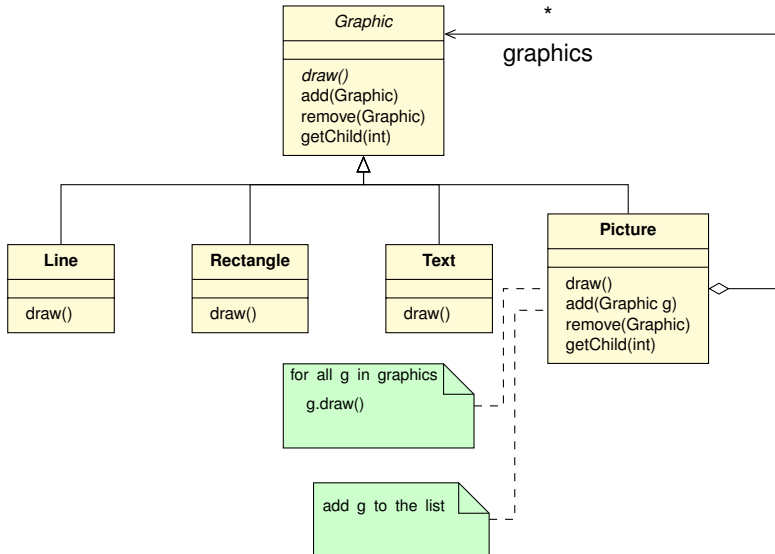 Graphic
draw()
add(Graphic)
remove(Graphic)
getChild(int)
*
graphics
Line
draw()
Rectangle
draw()
Text
draw()
Picture
draw()
add(Graphic g)
remove(Graphic)
getChild(int)
for all g in graphics
g.draw()
add g to the list